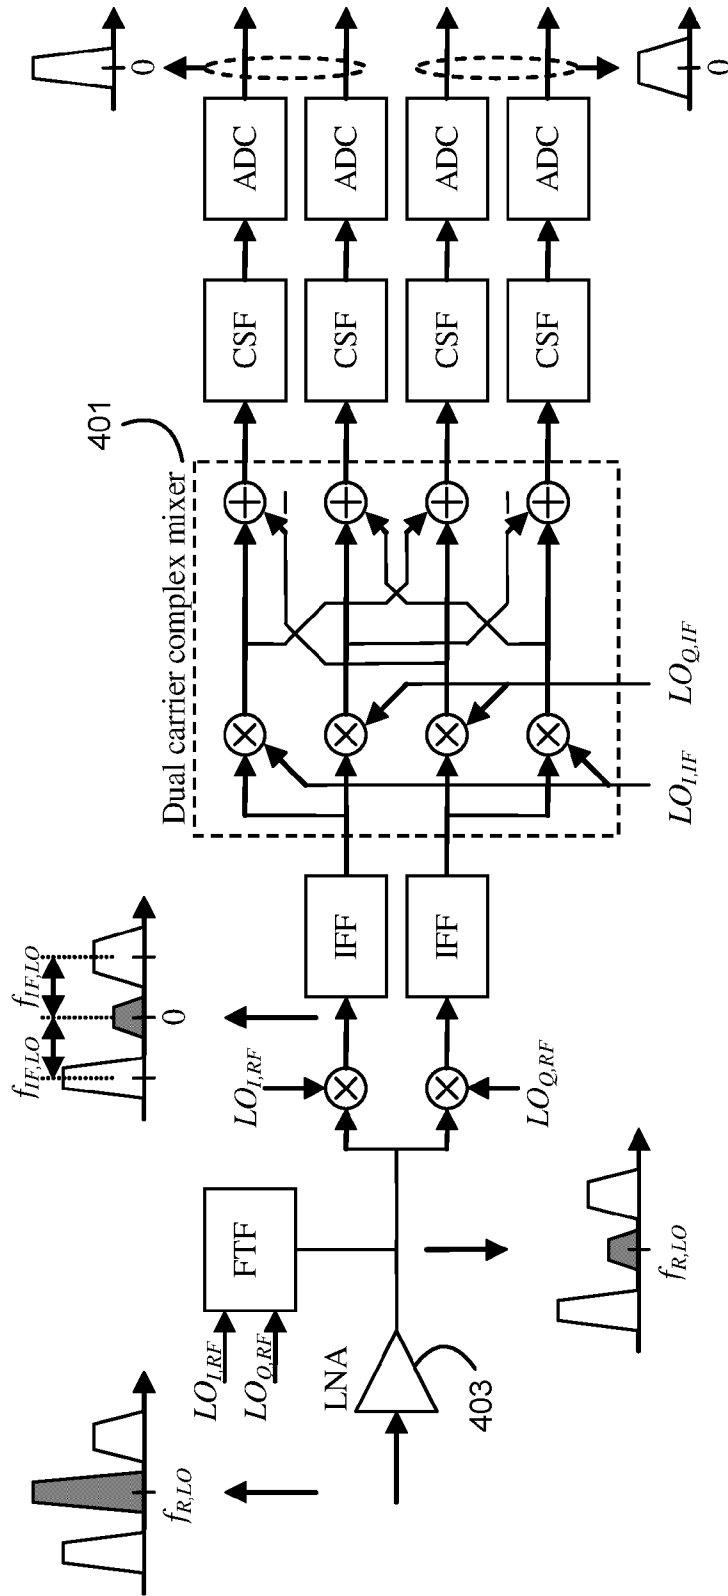 f_{R,LO}
LNA
403
LO_{I,RF}
LO_{Q,RF}
FTF
f_{R,LO}
LO_{I,RF}
LO_{Q,RF}
f_{IF,LO}
f_{IF,LO}
0
IFF
IFF
Dual carrier complex mixer
401
LO_{I,IF}
LO_{Q,IF}
CSF
CSF
CSF
CSF
ADC
ADC
ADC
ADC
0
0